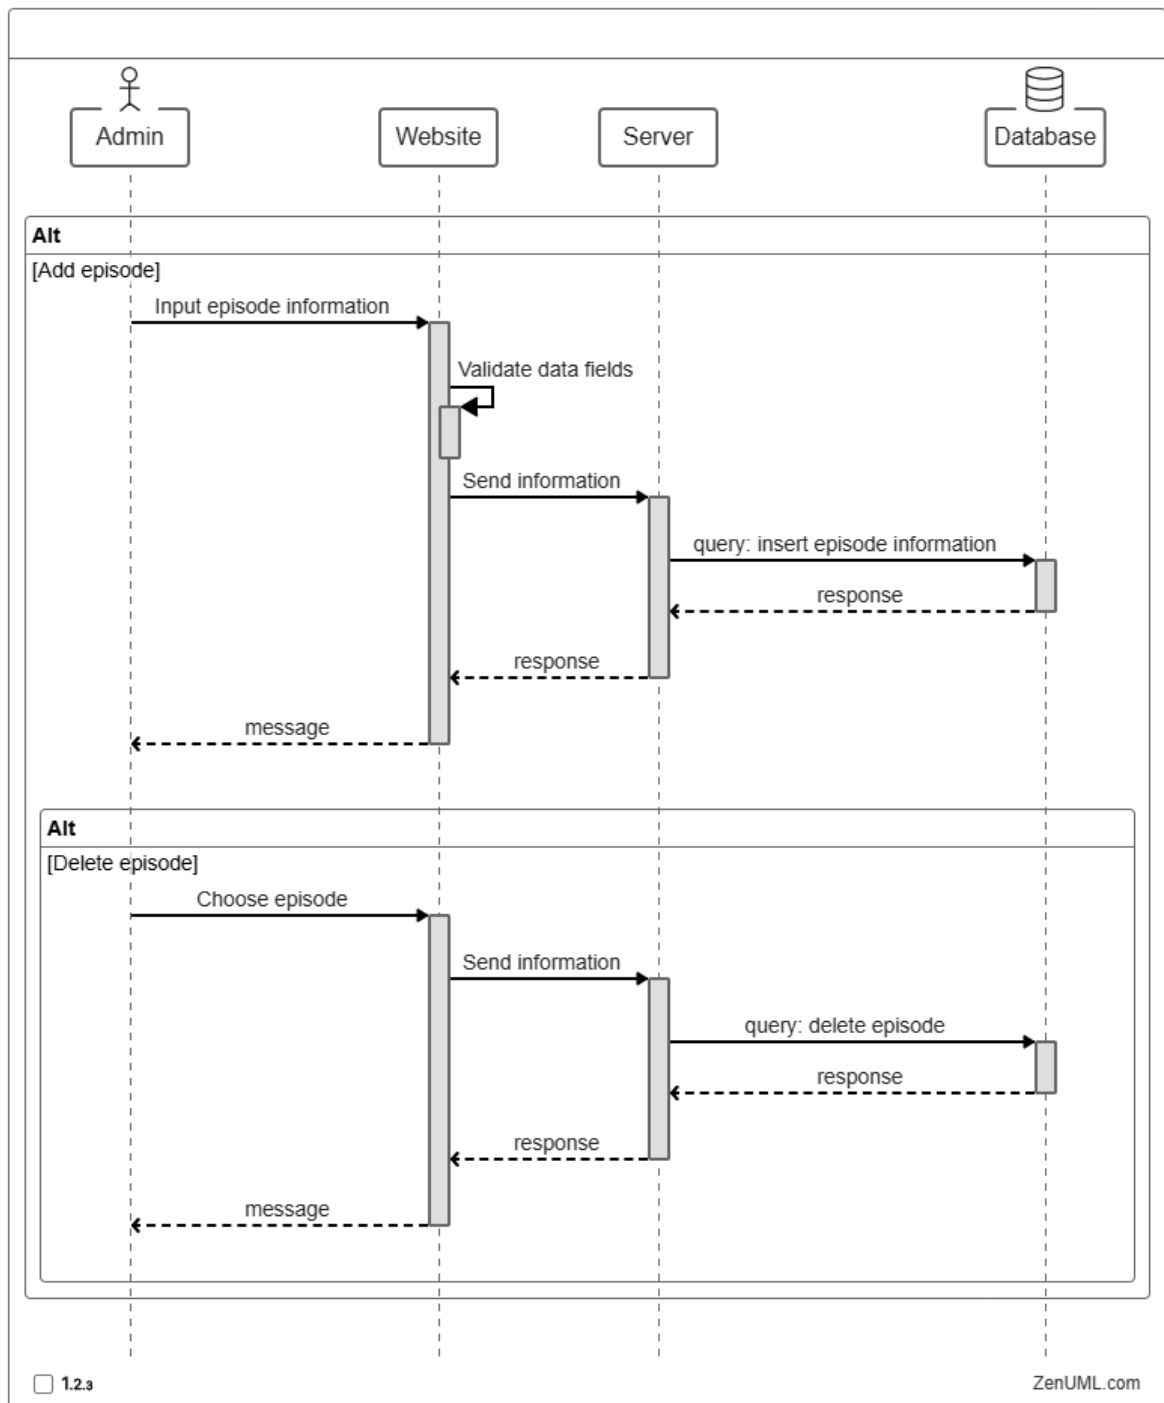 Admin Website Server Database
Alt
[Add episode]
Input episode information
Validate data fields
Send information
query: insert episode information
response
response
message
Alt
[Delete episode]
Choose episode
Send information
query: delete episode
response
response
message
1.2.3 ZenUML.com